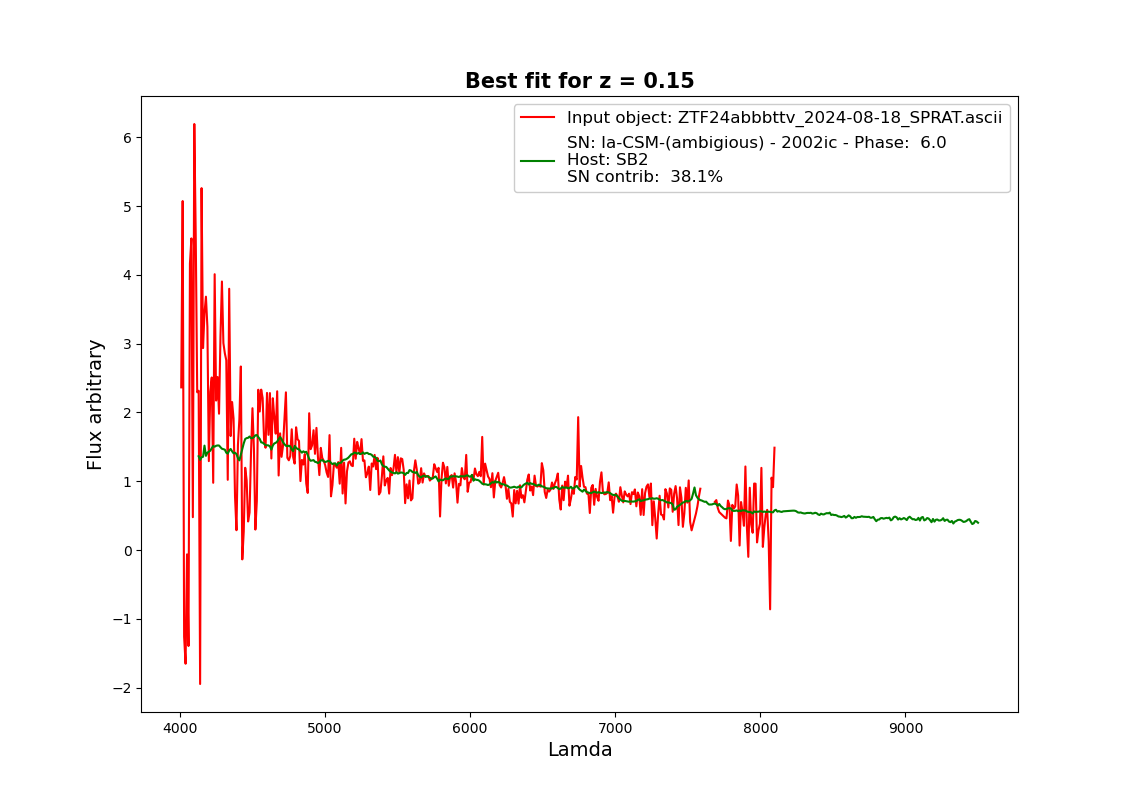 Best fit for z = 0.15
Input object: ZTF24abbbttv_2024-08-18_SPRAT.ascii
SN: Ia-CSM-(ambigious) - 2002ic - Phase:  6.0
Host: SB2
SN contrib:  38.1%
Flux arbitrary
6
5
4
3
2
1
0
−1
−2
4000
5000
6000
7000
8000
9000
Lamda